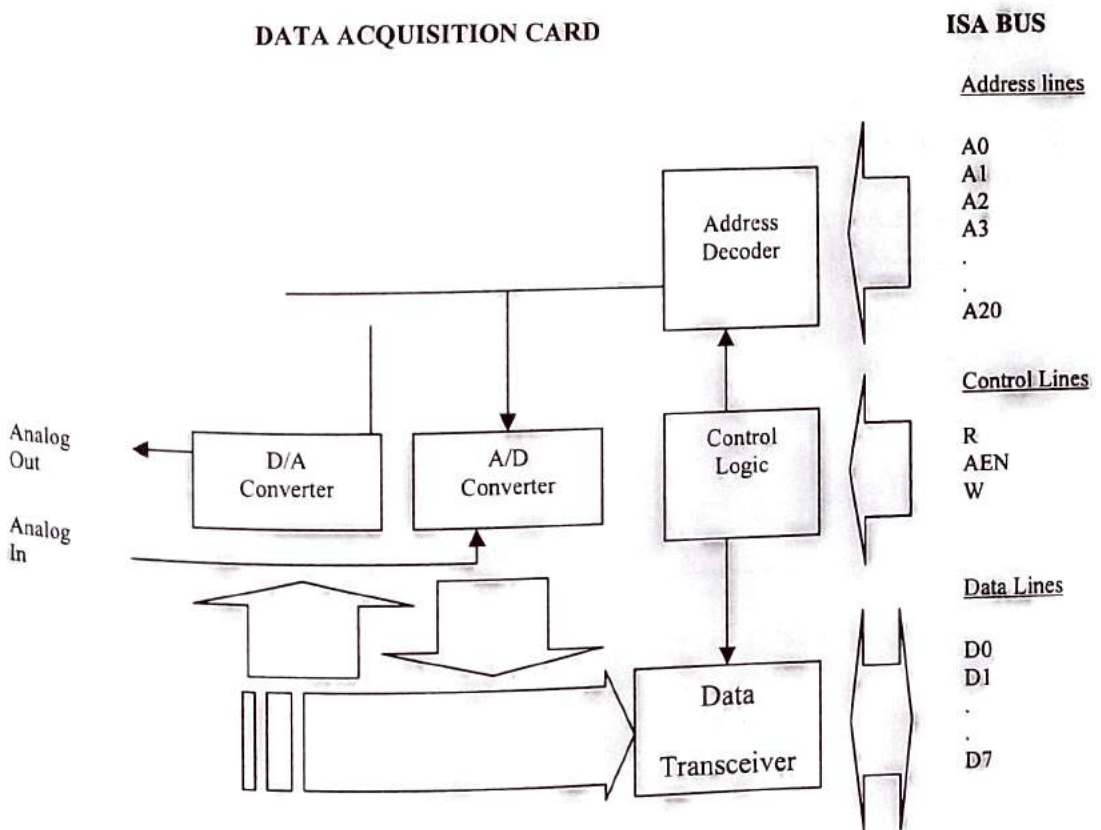 DATA ACQUISITION CARD
ISA BUS
Address lines
A0
A1
A2
A3
.
.
A20
Address
Decoder
Control Lines
R
AEN
W
Control
Logic
Analog
Out
D/A
Converter
A/D
Converter
Analog
In
Data Lines
D0
D1
.
.
D7
Data
Transceiver